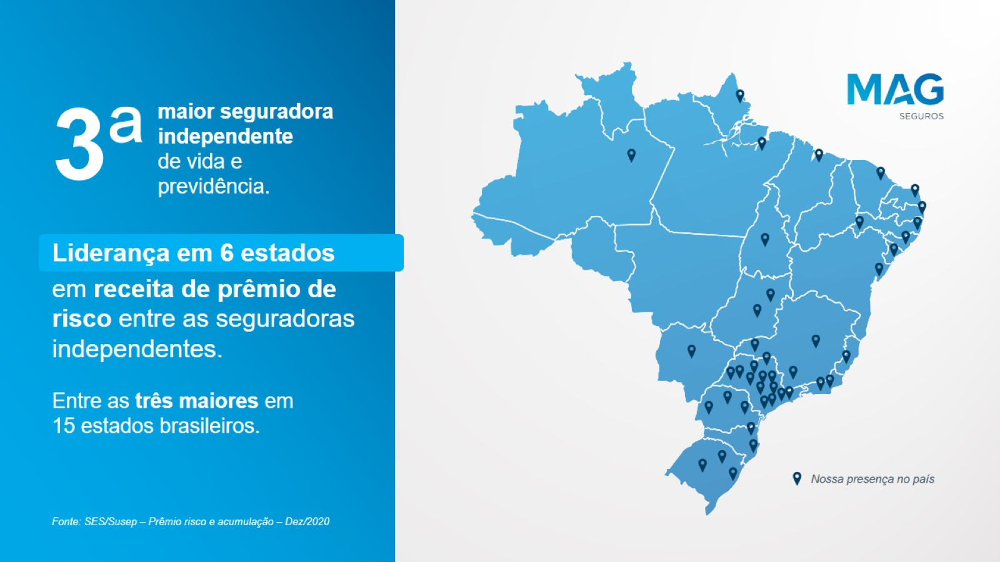 3ª
maior seguradora
independente
de vida e
previdência.
Liderança em 6 estados
em receita de prêmio de
risco entre as seguradoras
independentes.
Entre as três maiores em
15 estados brasileiros.
Fonte: SES/Susep – Prêmio risco e acumulação – Dez/2020
MAG
SEGUROS
Nossa presença no país